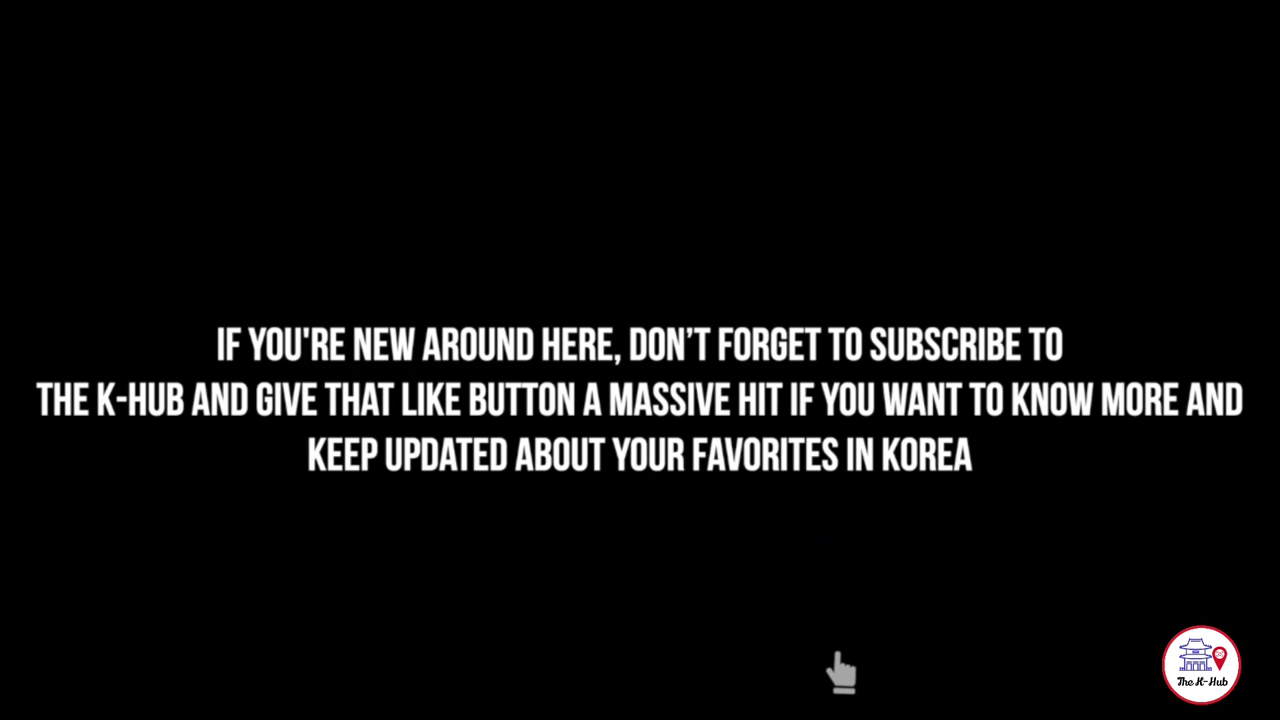 IF YOU'RE NEW AROUND HERE, DON’T FORGET TO SUBSCRIBE TO
THE K-HUB AND GIVE THAT LIKE BUTTON A MASSIVE HIT IF YOU WANT TO KNOW MORE AND
KEEP UPDATED ABOUT YOUR FAVORITES IN KOREA
The K-Hub